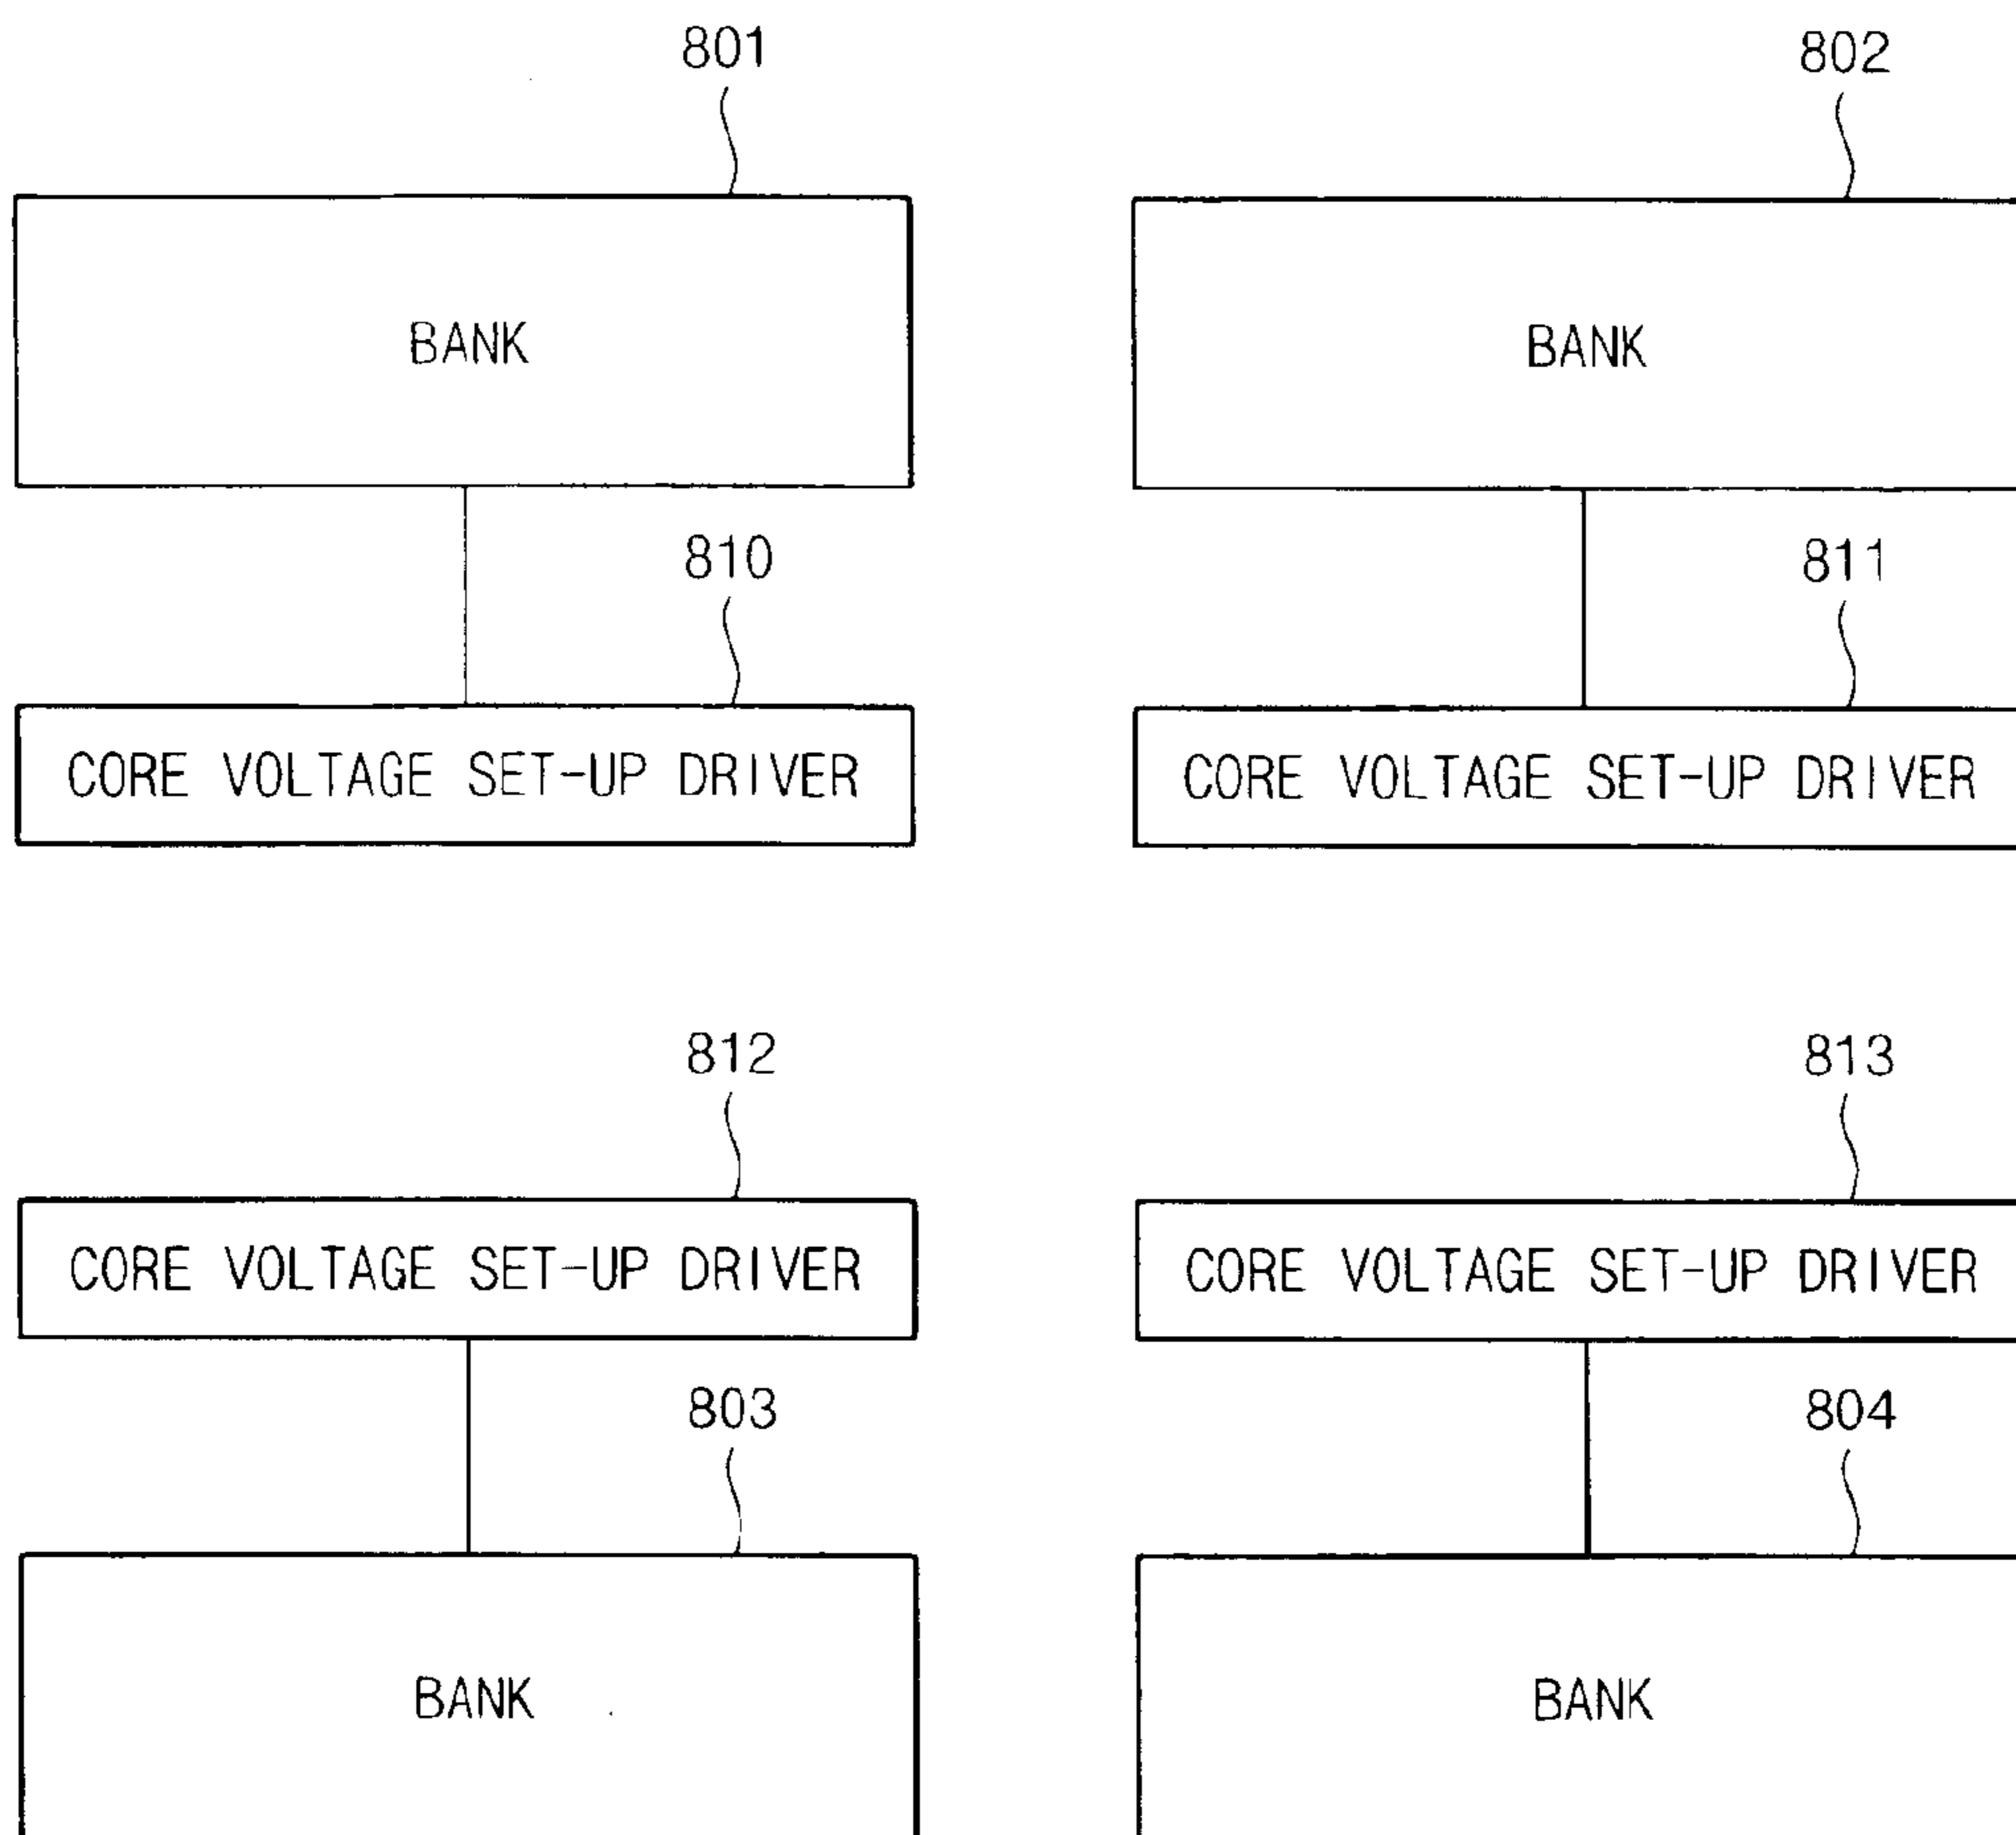 801
802
BANK
BANK
810
811
CORE VOLTAGE SET-UP DRIVER
CORE VOLTAGE SET-UP DRIVER
812
813
CORE VOLTAGE SET-UP DRIVER
CORE VOLTAGE SET-UP DRIVER
803
804
BANK
BANK